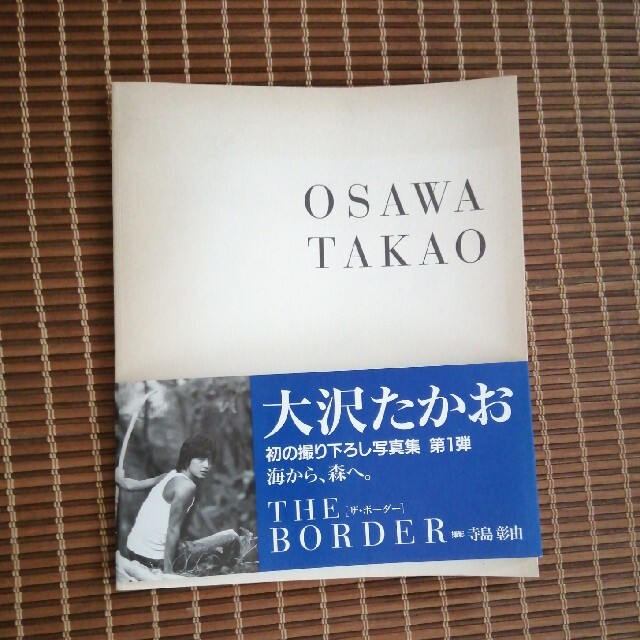 OSAWA
TAKAO
大沢たかお
初の撮り下ろし写真集 第1弾
海から、森へ。
THE [ザ・ボーダー]
BORDER 撮影 寺島彰由